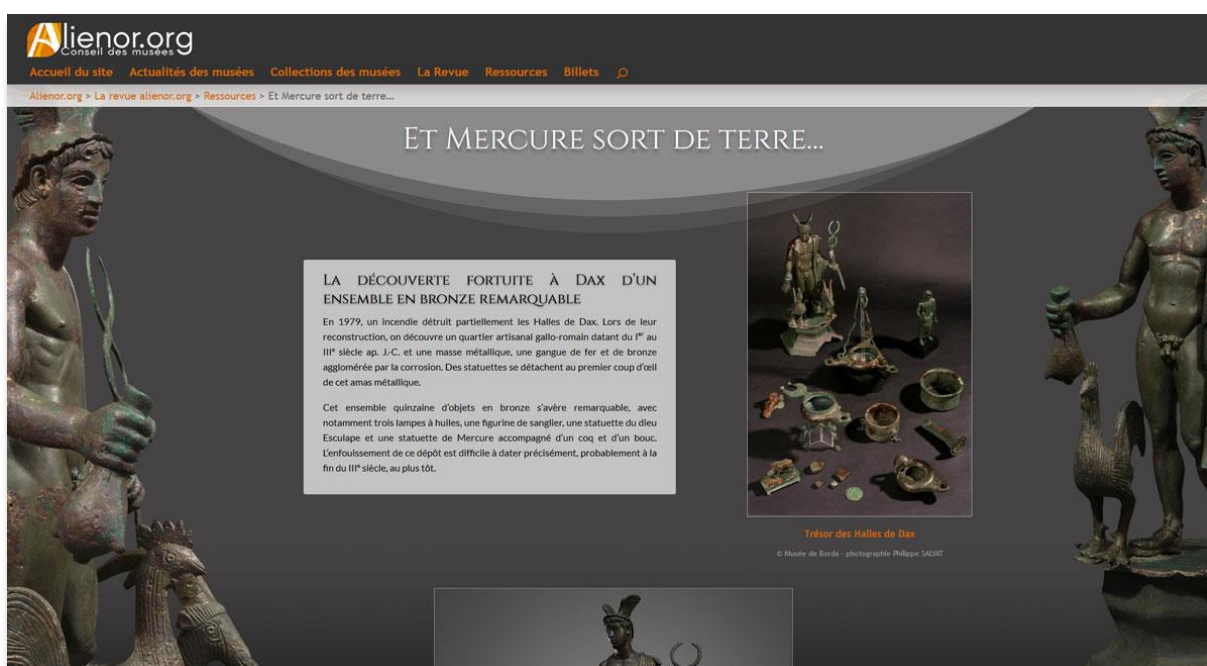 Alienor.org
Conseil des musées
Accueil du site Actualités des musées Collections des musées La Revue Ressources Billets
Alienor.org > La revue alienor.org > Ressources > Et Mercure sort de terre...
Et Mercure sort de terre...
La découverte fortuite à Dax d'un
ensemble en bronze remarquable
En 1979, un incendie détruit partiellement les Halles de Dax. Lors de leur
reconstruction, on découvre un quartier artisanal gallo-romain datant du Iᵉʳ au
IIIᵉ siècle ap. J.-C. et une masse métallique, une gangue de fer et de bronze
agglomérée par la corrosion. Des statuettes se détachent au premier coup d'œil
de cet amas métallique.
Cet ensemble quinzaine d'objets en bronze s'avère remarquable, avec
notamment trois lampes à huiles, une figurine de sanglier, une statuette du dieu
Esculape et une statuette de Mercure accompagné d'un coq et d'un bouc.
L'enfouissement de ce dépôt est difficile à dater précisément, probablement à la
fin du IIIᵉ siècle, au plus tôt.
Trésor des Halles de Dax
© Musée de Borda - photographie Philippe SALVAT